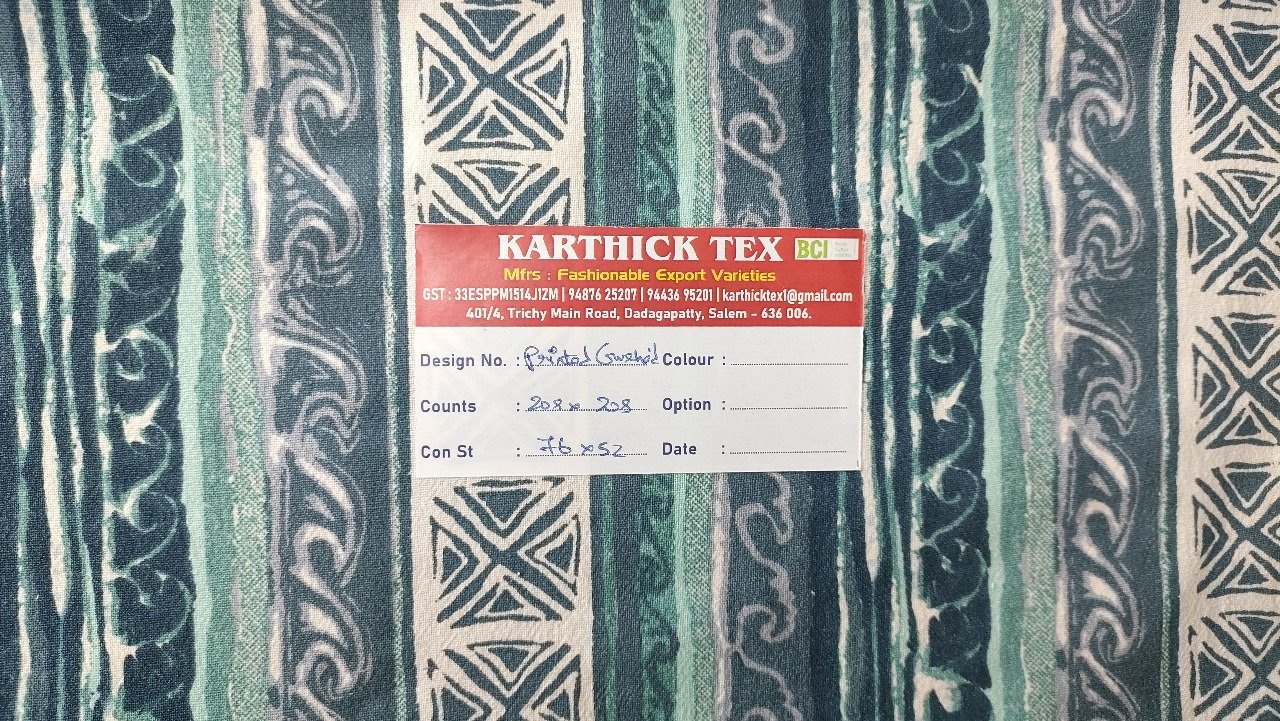 KARTHICK TEX BCI
Mfrs : Fashionable Export Varieties
GST : 33ESPPM1514J1ZM | 94876 25207 | 94436 95201 | karthicktex1@gmail.com
401/4, Trichy Main Road, Dadagapatty, Salem - 636 006.
Design No. : Printed Colour :
Counts : 20s x 20s Option :
Con St : 76 x 52 Date :